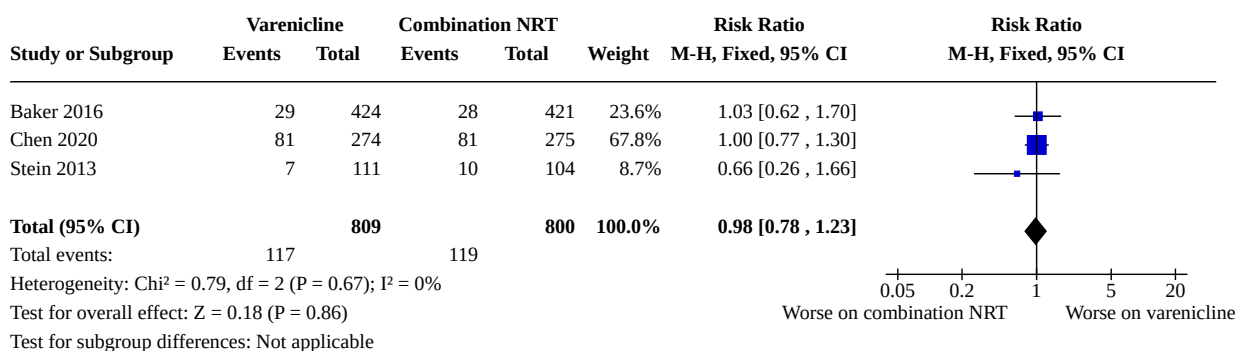 Varenicline Combination NRT Risk Ratio Risk Ratio
Study or Subgroup Events Total Events Total Weight M-H, Fixed, 95% CI M-H, Fixed, 95% CI
Baker 2016 29 424 28 421 23.6% 1.03 [0.62 , 1.70]
Chen 2020 81 274 81 275 67.8% 1.00 [0.77 , 1.30]
Stein 2013 7 111 10 104 8.7% 0.66 [0.26 , 1.66]
Total (95% CI) 809 800 100.0% 0.98 [0.78 , 1.23]
Total events: 117 119
Heterogeneity: Chi² = 0.79, df = 2 (P = 0.67); I² = 0%
0.05 0.2 1 5 20
Test for overall effect: Z = 0.18 (P = 0.86)
Worse on combination NRT Worse on varenicline
Test for subgroup differences: Not applicable